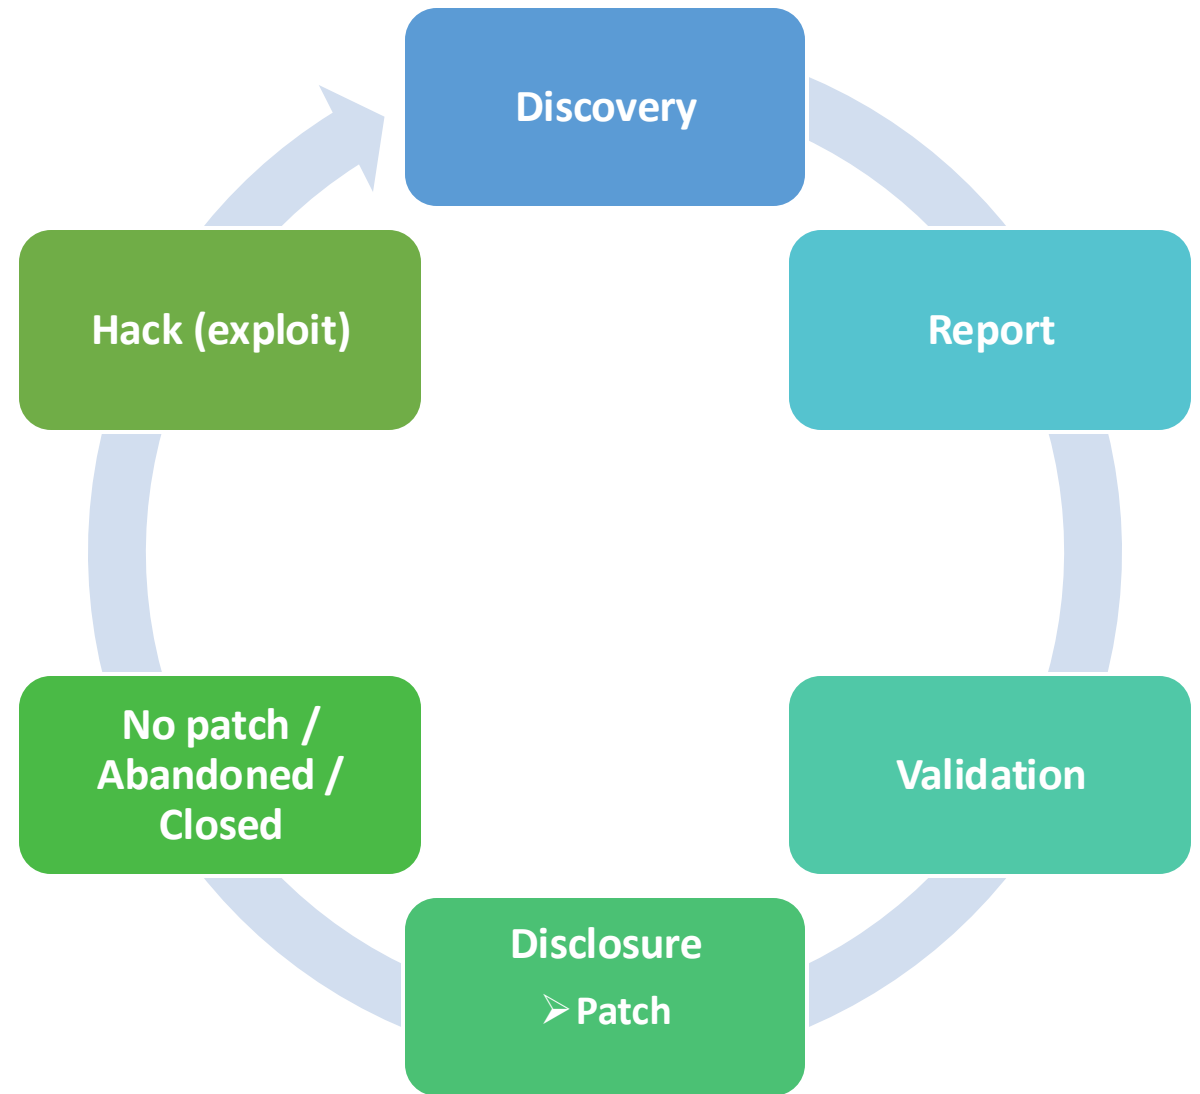 Discovery
Report
Validation
Disclosure
➢ Patch
No patch /
Abandoned /
Closed
Hack (exploit)